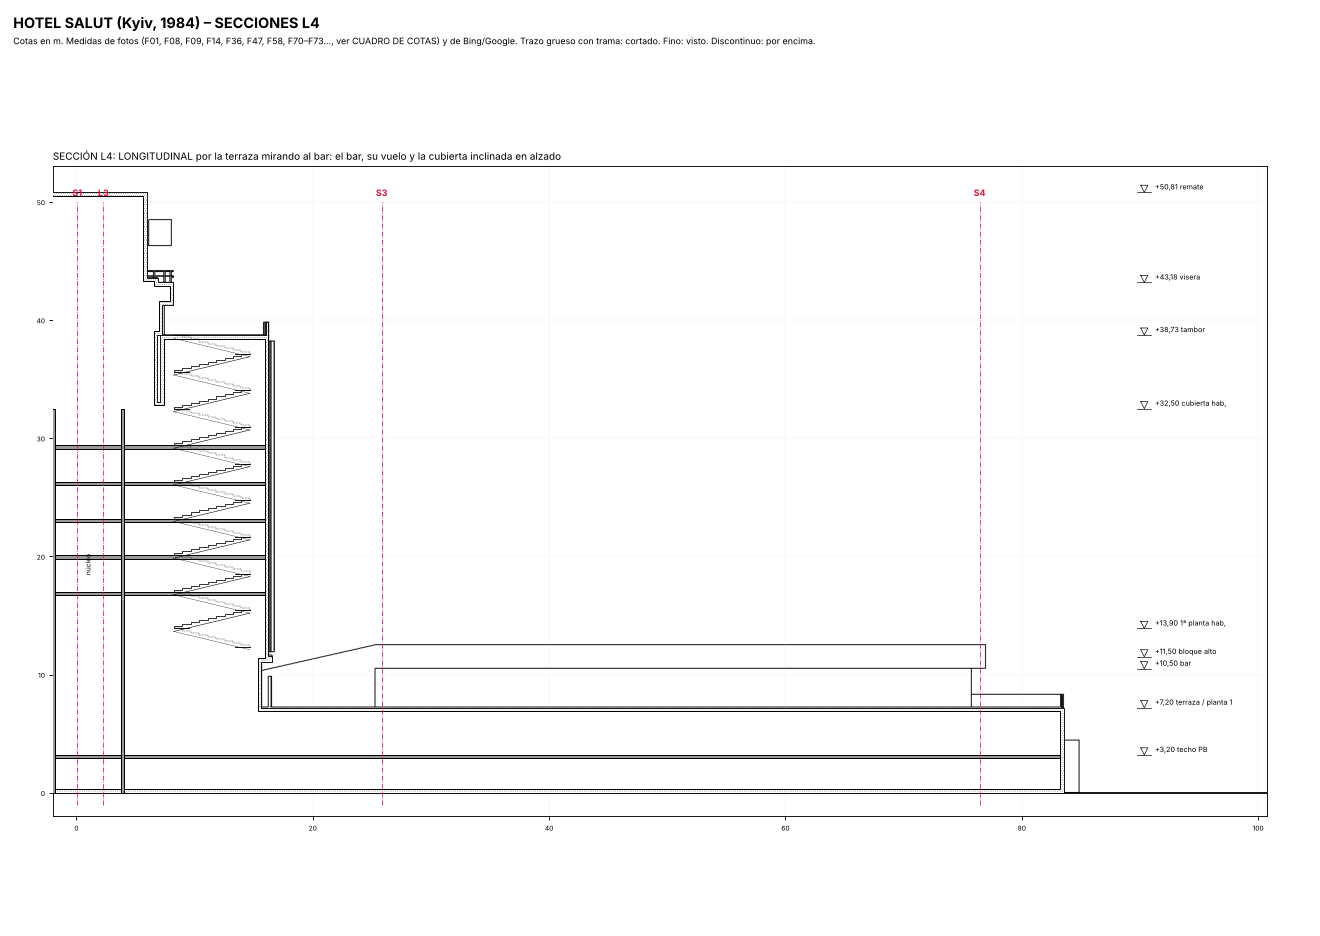 HOTEL SALUT (Kyiv, 1984) – SECCIONES L4
Cotas en m. Medidas de fotos (F01, F08, F09, F14, F36, F47, F58, F70–F73..., ver CUADRO DE COTAS) y de Bing/Google. Trazo grueso con trama: cortado. Fino: visto. Discontinuo: por encima.
SECCIÓN L4: LONGITUDINAL por la terraza mirando al bar: el bar, su vuelo y la cubierta inclinada en alzado
S1 L3 S3 S4
+50,81 remate
50
+43,18 visera
40
+38,73 tambor
+32,50 cubierta hab,
30
20
núcleo
+13,90 1ª planta hab,
+11,50 bloque alto
+10,50 bar
10
+7,20 terraza / planta 1
+3,20 techo PB
0
0 20 40 60 80 100